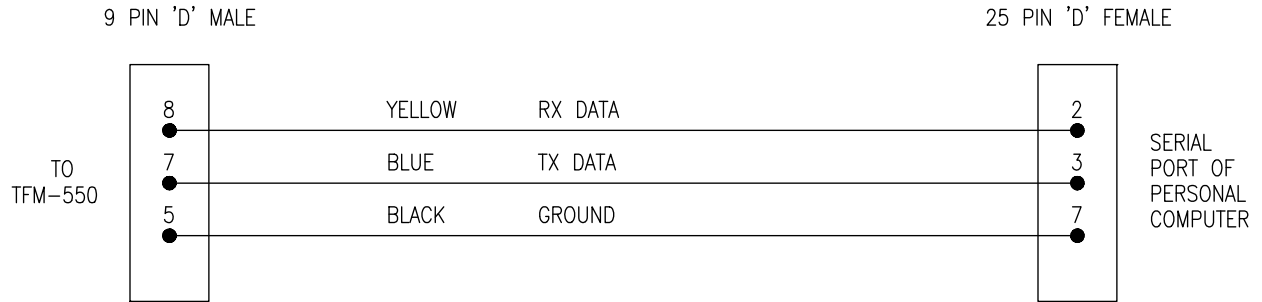 9 PIN 'D' MALE
25 PIN 'D' FEMALE
8 YELLOW RX DATA 2
7 BLUE TX DATA 3
5 BLACK GROUND 7
TO
TFM-550
SERIAL
PORT OF
PERSONAL
COMPUTER